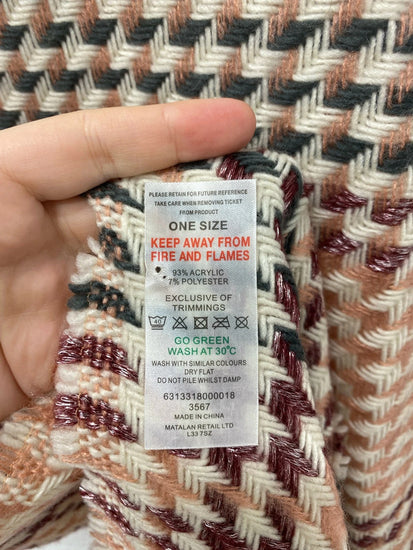 PLEASE RETAIN FOR FUTURE REFERENCE
TAKE CARE WHEN REMOVING TICKET
FROM PRODUCT
ONE SIZE
KEEP AWAY FROM
FIRE AND FLAMES
93% ACRYLIC
7% POLYESTER
EXCLUSIVE OF
TRIMMINGS
40
GO GREEN
WASH AT 30°C
WASH WITH SIMILAR COLOURS
DRY FLAT
DO NOT PILE WHILST DAMP
6313318000018
3567
MADE IN CHINA
MATALAN RETAIL LTD
L33 7SZ